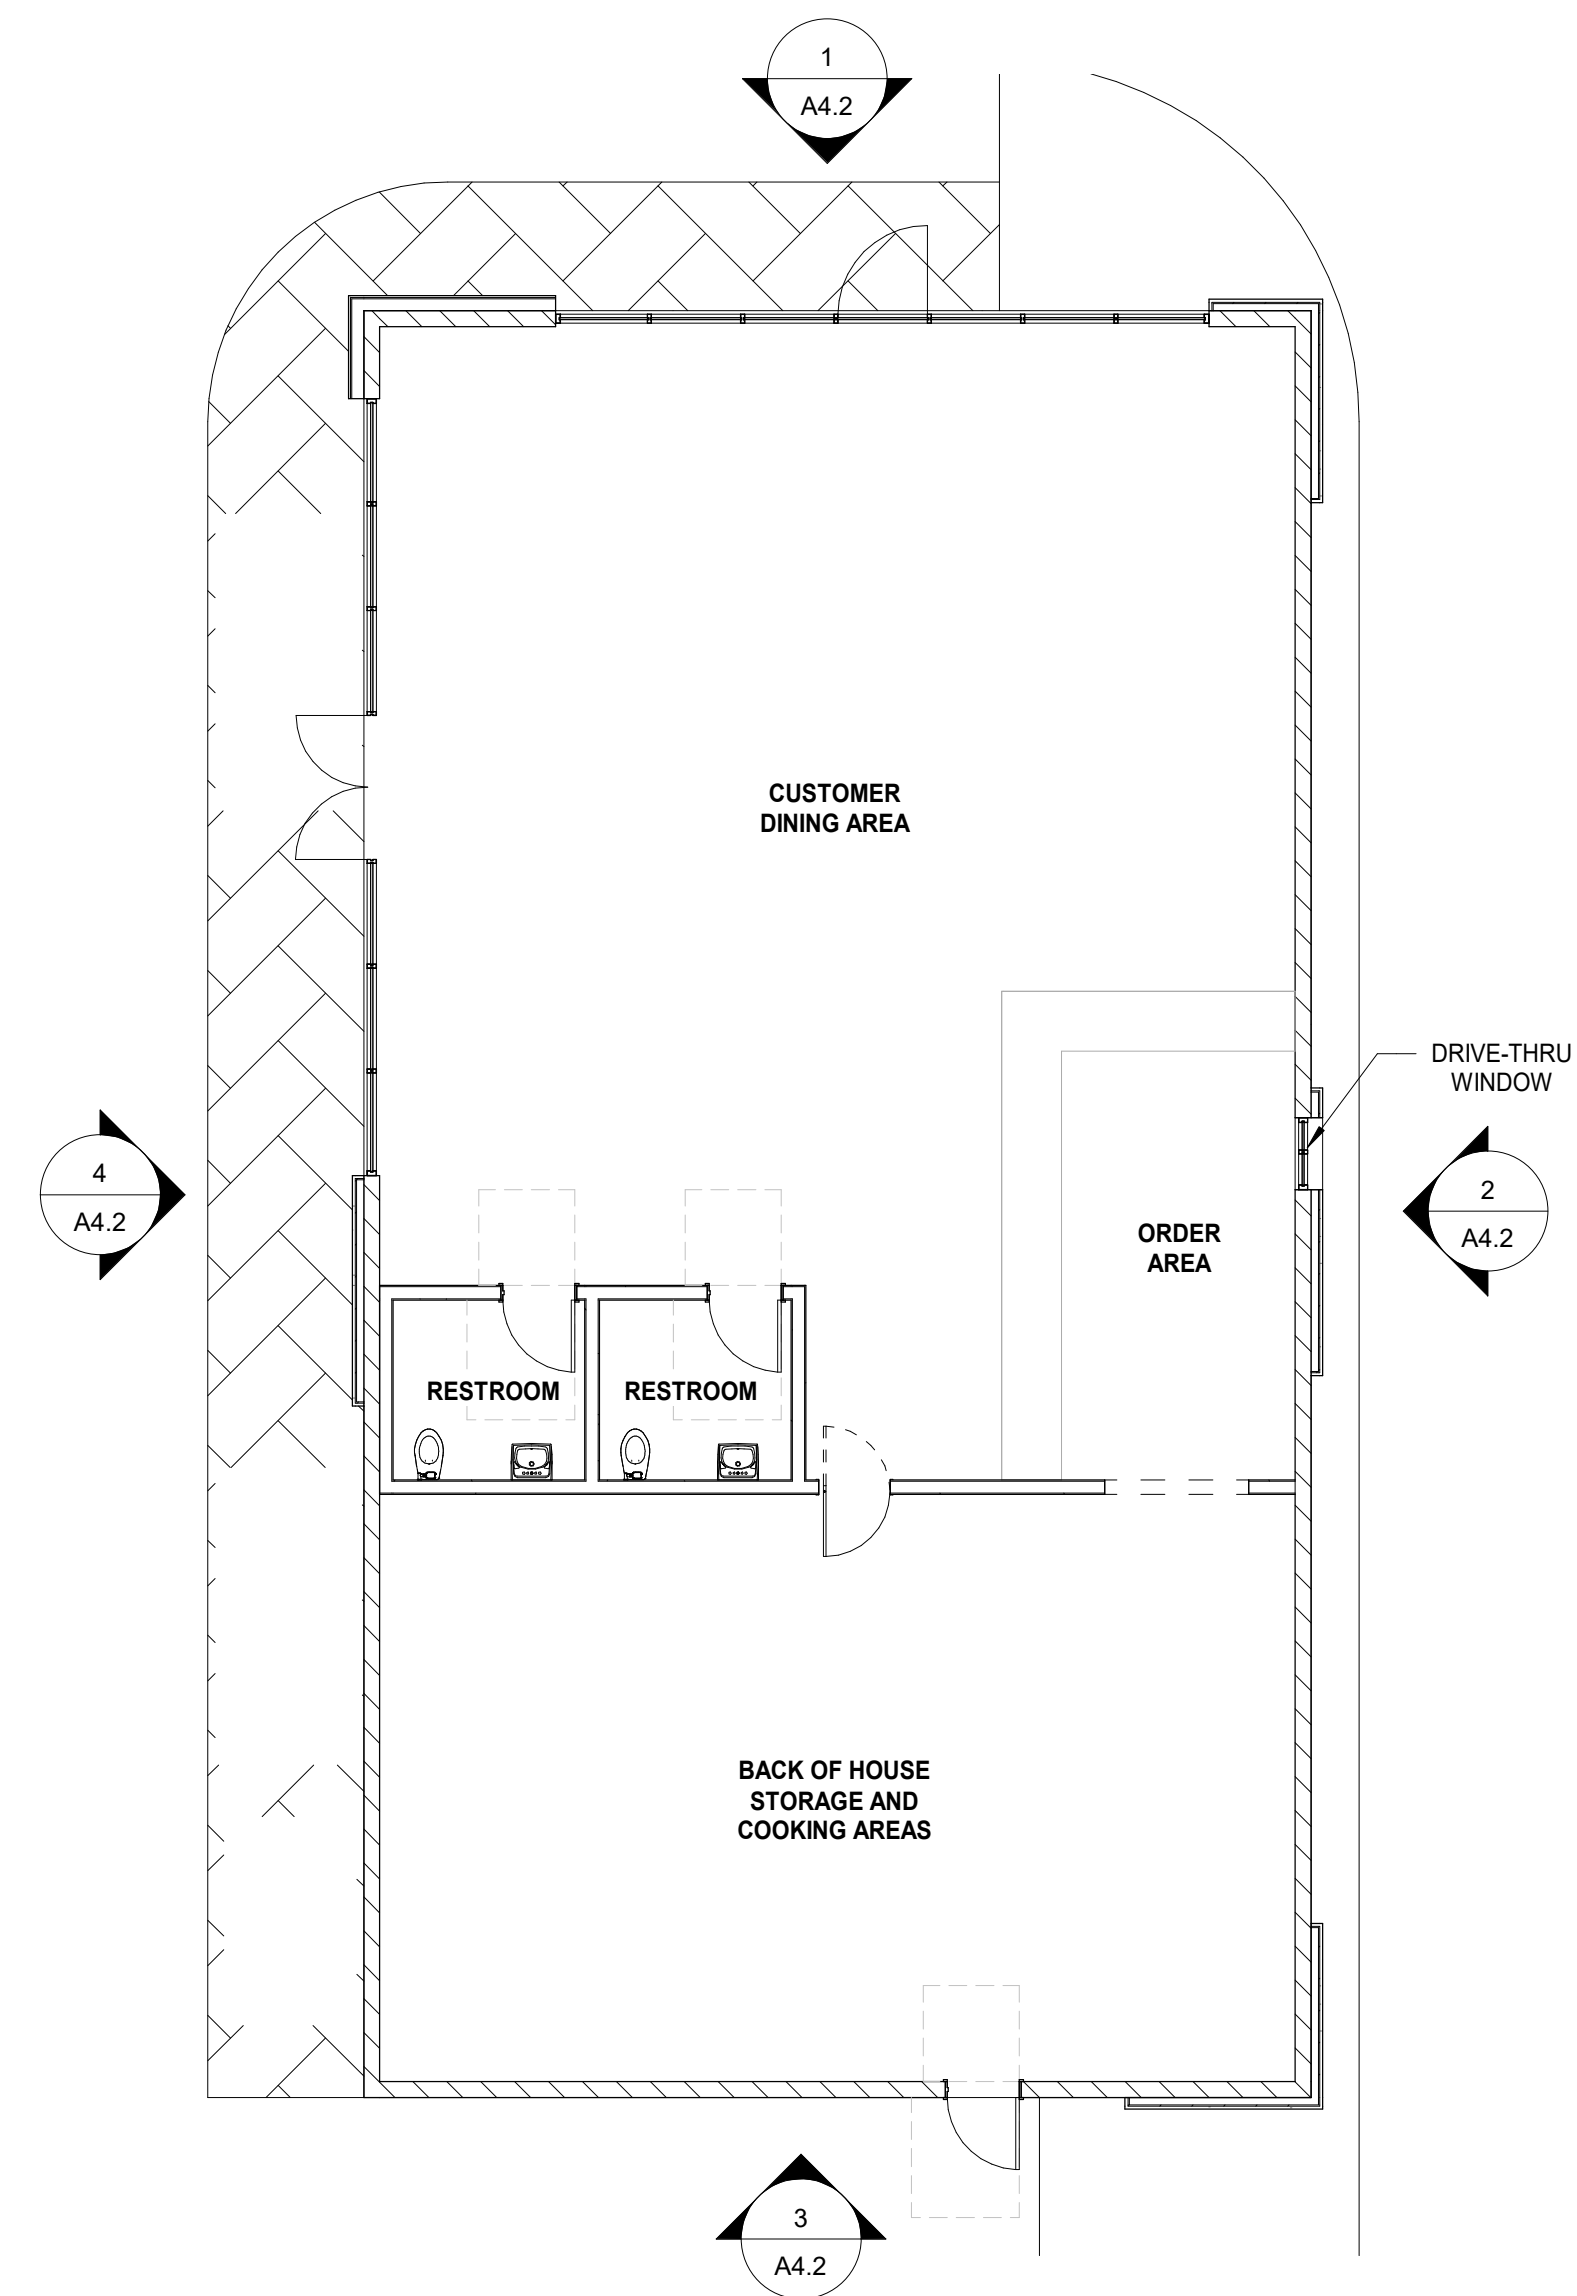 1
A4.2
CUSTOMER
DINING AREA
DRIVE-THRU
WINDOW
4
A4.2
2
A4.2
ORDER
AREA
RESTROOM
RESTROOM
BACK OF HOUSE
STORAGE AND
COOKING AREAS
3
A4.2